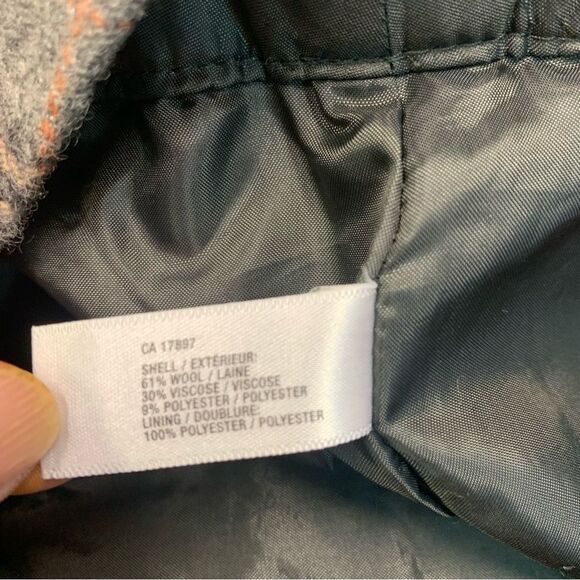 CA 17897
SHELL / EXTÉRIEUR:
61% WOOL / LAINE
30% VISCOSE / VISCOSE
9% POLYESTER / POLYESTER
LINING / DOUBLURE:
100% POLYESTER / POLYESTER